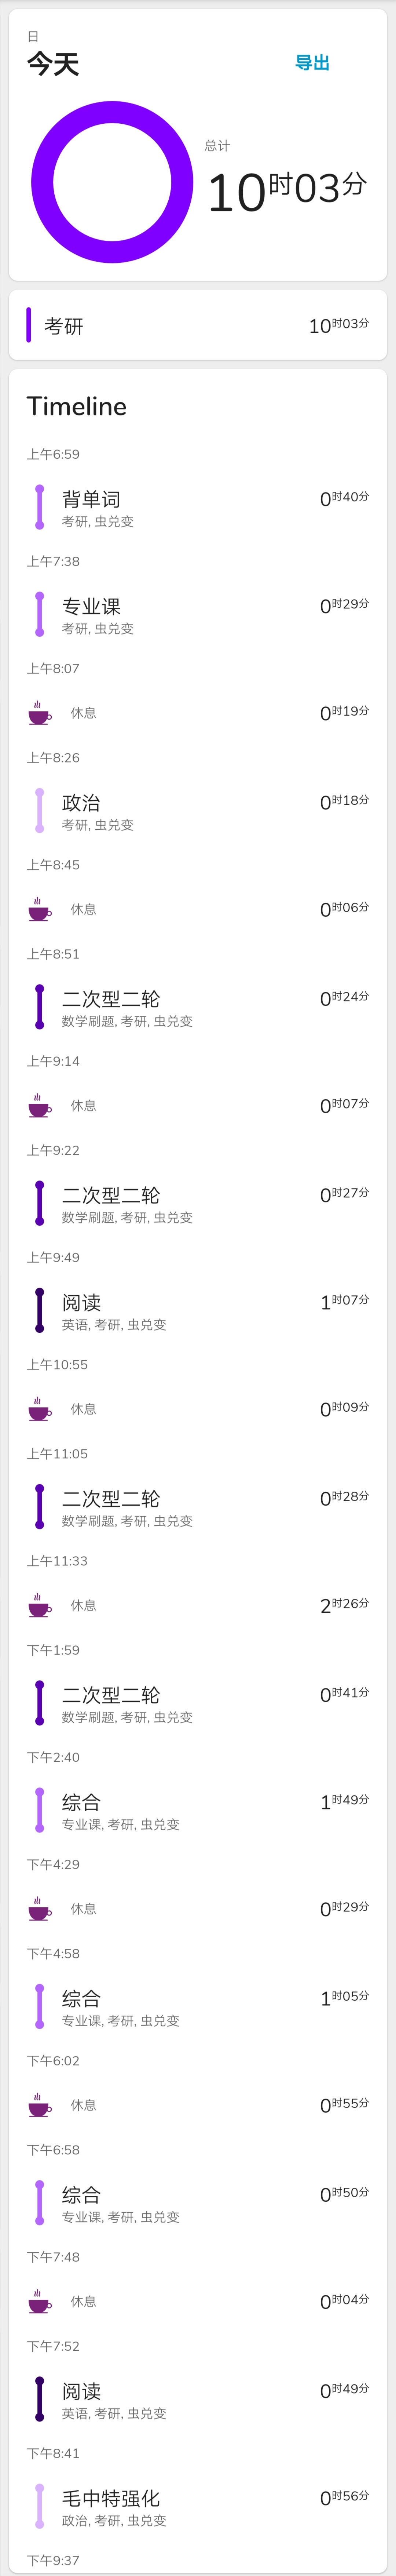 日
今天
导出
总计
10时03分
考研 10时03分
Timeline
上午6:59
背单词 0时40分
考研, 虫兑变
上午7:38
专业课 0时29分
考研, 虫兑变
上午8:07
休息 0时19分
上午8:26
政治 0时18分
考研, 虫兑变
上午8:45
休息 0时06分
上午8:51
二次型二轮 0时24分
数学刷题, 考研, 虫兑变
上午9:14
休息 0时07分
上午9:22
二次型二轮 0时27分
数学刷题, 考研, 虫兑变
上午9:49
阅读 1时07分
英语, 考研, 虫兑变
上午10:55
休息 0时09分
上午11:05
二次型二轮 0时28分
数学刷题, 考研, 虫兑变
上午11:33
休息 2时26分
下午1:59
二次型二轮 0时41分
数学刷题, 考研, 虫兑变
下午2:40
综合 1时49分
专业课, 考研, 虫兑变
下午4:29
休息 0时29分
下午4:58
综合 1时05分
专业课, 考研, 虫兑变
下午6:02
休息 0时55分
下午6:58
综合 0时50分
专业课, 考研, 虫兑变
下午7:48
休息 0时04分
下午7:52
阅读 0时49分
英语, 考研, 虫兑变
下午8:41
毛中特强化 0时56分
政治, 考研, 虫兑变
下午9:37